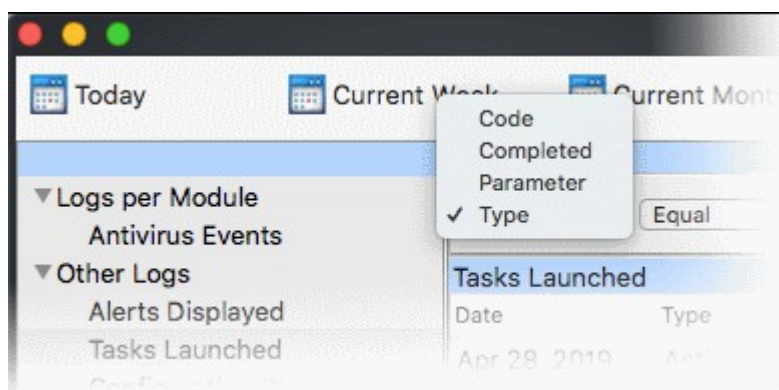 Today
Current Week
Current Mont
Code
Completed
Parameter
✓ Type
Equal
Logs per Module
Antivirus Events
Other Logs
Alerts Displayed
Tasks Launched
Tasks Launched
Date
Type
Apr 28 2019